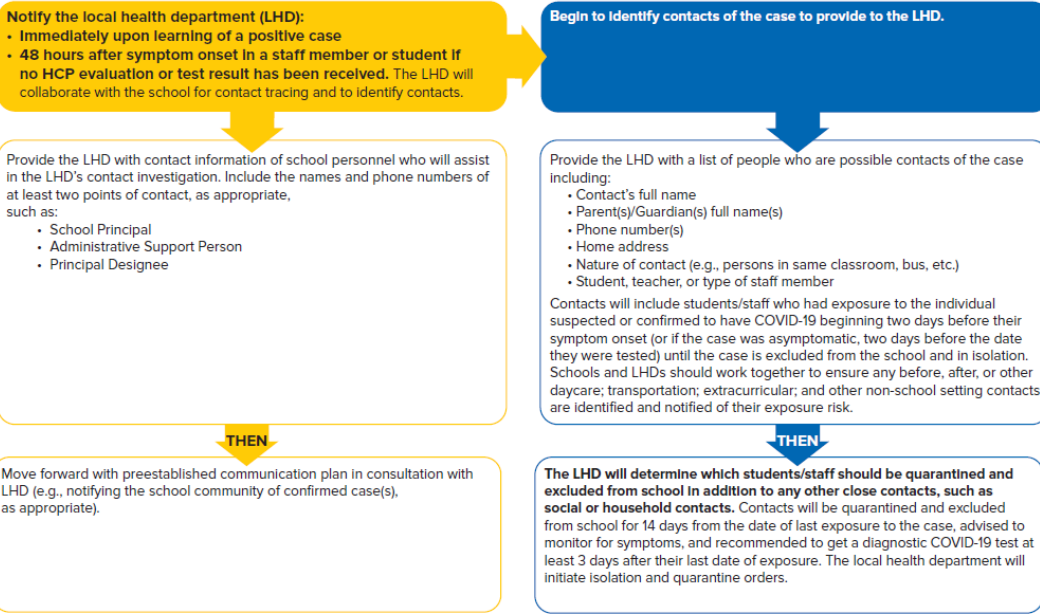 Notify the local health department (LHD):
• Immediately upon learning of a positive case
• 48 hours after symptom onset in a staff member or student if
no HCP evaluation or test result has been received. The LHD will
collaborate with the school for contact tracing and to identify contacts.
Begin to identify contacts of the case to provide to the LHD.
Provide the LHD with contact information of school personnel who will assist
in the LHD's contact investigation. Include the names and phone numbers of
at least two points of contact, as appropriate,
such as:
• School Principal
• Administrative Support Person
• Principal Designee
Provide the LHD with a list of people who are possible contacts of the case
including:
• Contact's full name
• Parent(s)/Guardian(s) full name(s)
• Phone number(s)
• Home address
• Nature of contact (e.g., persons in same classroom, bus, etc.)
• Student, teacher, or type of staff member
Contacts will include students/staff who had exposure to the individual
suspected or confirmed to have COVID-19 beginning two days before their
symptom onset (or if the case was asymptomatic, two days before the date
they were tested) until the case is excluded from the school and in isolation.
Schools and LHDs should work together to ensure any before, after, or other
daycare; transportation; extracurricular; and other non-school setting contacts
are identified and notified of their exposure risk.
THEN
THEN
Move forward with preestablished communication plan in consultation with
LHD (e.g., notifying the school community of confirmed case(s),
as appropriate).
The LHD will determine which students/staff should be quarantined and
excluded from school in addition to any other close contacts, such as
social or household contacts. Contacts will be quarantined and excluded
from school for 14 days from the date of last exposure to the case, advised to
monitor for symptoms, and recommended to get a diagnostic COVID-19 test at
least 3 days after their last date of exposure. The local health department will
initiate isolation and quarantine orders.